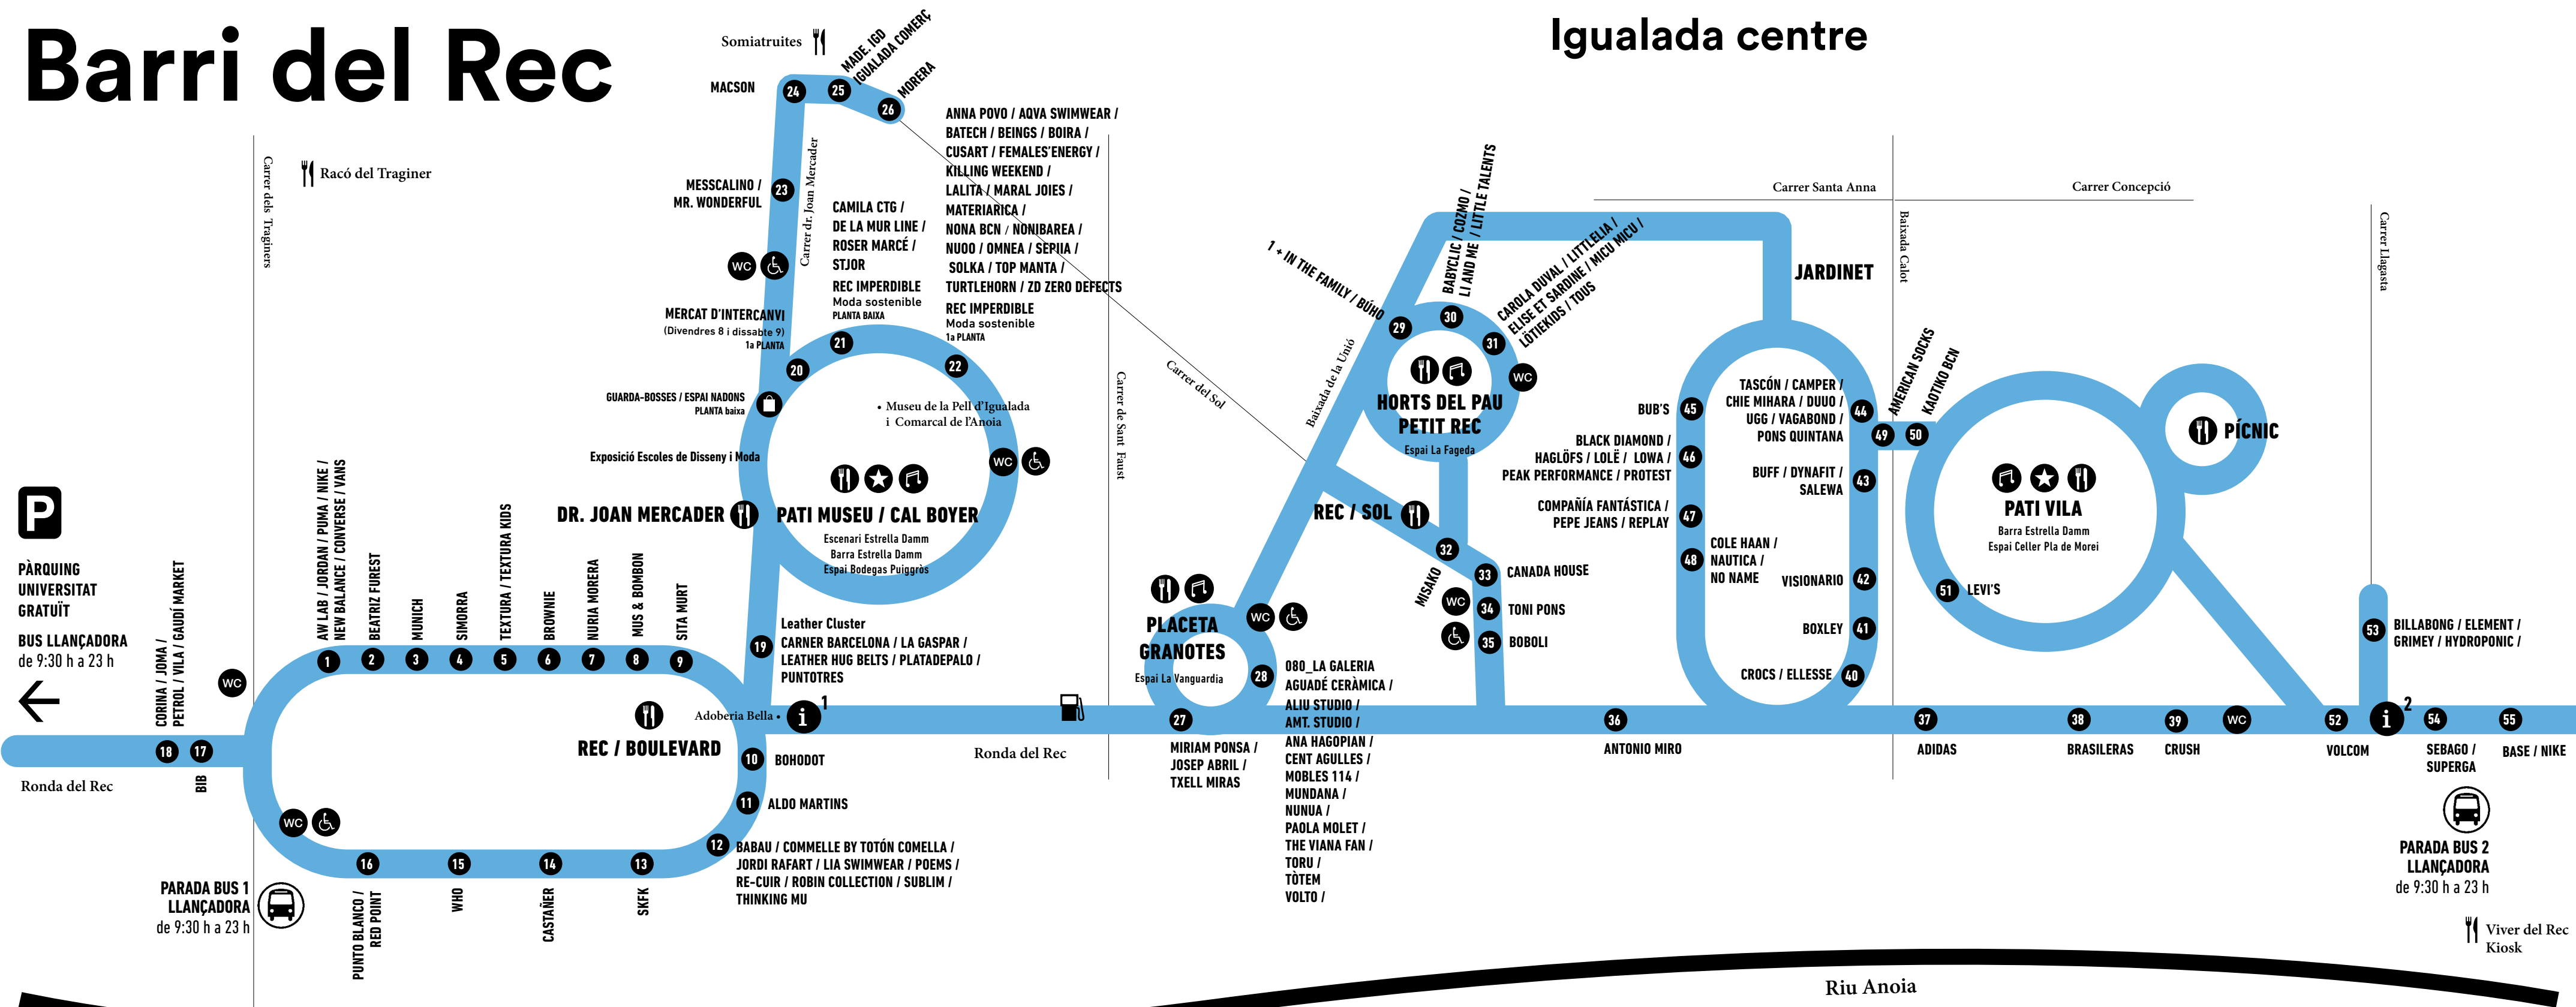 Barri del Rec
Igualada centre
Somiatruites
MADE. IGD
IGUALADA COMERÇ
MORERA
MACSON
24
25
26
Carrer dels Traginers
Racó del Traginer
Carrer dr. Joan Mercader
MESSCALINO /
MR. WONDERFUL
23
WC
CAMILA CTG /
DE LA MUR LINE /
ROSER MARCÉ /
STJOR
REC IMPERDIBLE
Moda sostenible
PLANTA BAIXA
21
ANNA POVO / AQVA SWIMWEAR /
BATECH / BEINGS / BOIRA /
CUSART / FEMALES'ENERGY /
KILLING WEEKEND /
LALITA / MARAL JOIES /
MATERIARICA /
NONA BCN / NONIBAREA /
NUOO / OMNEA / SEPIIA /
SOLKA / TOP MANTA /
TURTLEHORN / ZD ZERO DEFECTS
REC IMPERDIBLE
Moda sostenible
1a PLANTA
22
MERCAT D'INTERCANVI
(Divendres 8 i dissabte 9)
1a PLANTA
20
GUARDA-BOSSES / ESPAI NADONS
PLANTA baixa
• Museu de la Pell d'Igualada
i Comarcal de l'Anoia
Exposició Escoles de Disseny i Moda
WC
DR. JOAN MERCADER
PATI MUSEU / CAL BOYER
Escenari Estrella Damm
Barra Estrella Damm
Espai Bodegas Puiggròs
Carrer de Sant Faust
Carrer del Sol
Baixada de la Unió
P
PÀRQUING
UNIVERSITAT
GRATUÏT
BUS LLANÇADORA
de 9:30 h a 23 h
CORINA / JOMA /
PETROL / VILÀ / GAUDÍ MARKET
18
17
BIB
WC
Ronda del Rec
AW LAB / JORDAN / PUMA / NIKE /
NEW BALANCE / CONVERSE / VANS
BEATRIZ FUREST
MUNICH
SIMORRA
TEXTURA / TEXTURA KIDS
BROWNIE
NURIA MORERA
MUS & BOMBON
SITA MURT
1
2
3
4
5
6
7
8
9
19
Leather Cluster
CARNER BARCELONA / LA GASPAR /
LEATHER HUG BELTS / PLATADEPALO /
PUNTOTRES
REC / BOULEVARD
Adoberia Bella •
i 1
10
BOHODOT
11
ALDO MARTINS
12
BABAU / COMMELLE BY TOTÓN COMELLA /
JORDI RAFART / LIA SWIMWEAR / POEMS /
RE-CUIR / ROBIN COLLECTION / SUBLIM /
THINKING MU
WC
16
15
14
13
PUNTO BLANCO /
RED POINT
WHO
CASTAÑER
SKFK
PARADA BUS 1
LLANÇADORA
de 9:30 h a 23 h
Ronda del Rec
PLACETA
GRANOTES
Espai La Vanguardia
WC
27
MIRIAM PONSA /
JOSEP ABRIL /
TXELL MIRAS
28
080_LA GALERIA
AGUADÉ CERÀMICA /
ALIU STUDIO /
AMT. STUDIO /
ANA HAGOPIAN /
CENT AGULLES /
MOBLES 114 /
MUNDANA /
NUNUA /
PAOLA MOLET /
THE VIANA FAN /
TORU /
TÒTEM
VOLTO /
1 + IN THE FAMILY / BÚHO
BABYCLIC / COZMO /
LI AND ME / LITTLE TALENTS
CAROLA DUVAL / LITTLELIA /
ELISE ET SARDINE / MICU MICU /
LÖTIEKIDS / TOUS
29
30
31
WC
HORTS DEL PAU
PETIT REC
Espai La Fageda
REC / SOL
32
MISAKO
33
CANADA HOUSE
WC
34
TONI PONS
35
BOBOLI
36
ANTONIO MIRO
Carrer Santa Anna
Carrer Concepció
JARDINET
Baixada Calot
Carrer Llagasta
BUB'S
45
BLACK DIAMOND /
HAGLÖFS / LOLË / LOWA /
PEAK PERFORMANCE / PROTEST
46
COMPAÑÍA FANTÁSTICA /
PEPE JEANS / REPLAY
47
48
COLE HAAN /
NAUTICA /
NO NAME
TASCÓN / CAMPER /
CHIE MIHARA / DUUO /
UGG / VAGABOND /
PONS QUINTANA
44
BUFF / DYNAFIT /
SALEWA
43
VISIONARIO
42
BOXLEY
41
CROCS / ELLESSE
40
AMERICAN SOCKS
KAOTIKO BCN
49
50
PATI VILA
Barra Estrella Damm
Espai Celler Pla de Morei
51
LEVI'S
PÍCNIC
37
ADIDAS
38
BRASILERAS
39
CRUSH
WC
52
VOLCOM
53
BILLABONG / ELEMENT /
GRIMEY / HYDROPONIC /
i 2
54
SEBAGO /
SUPERGA
55
BASE / NIKE
PARADA BUS 2
LLANÇADORA
de 9:30 h a 23 h
Viver del Rec
Kiosk
Riu Anoia